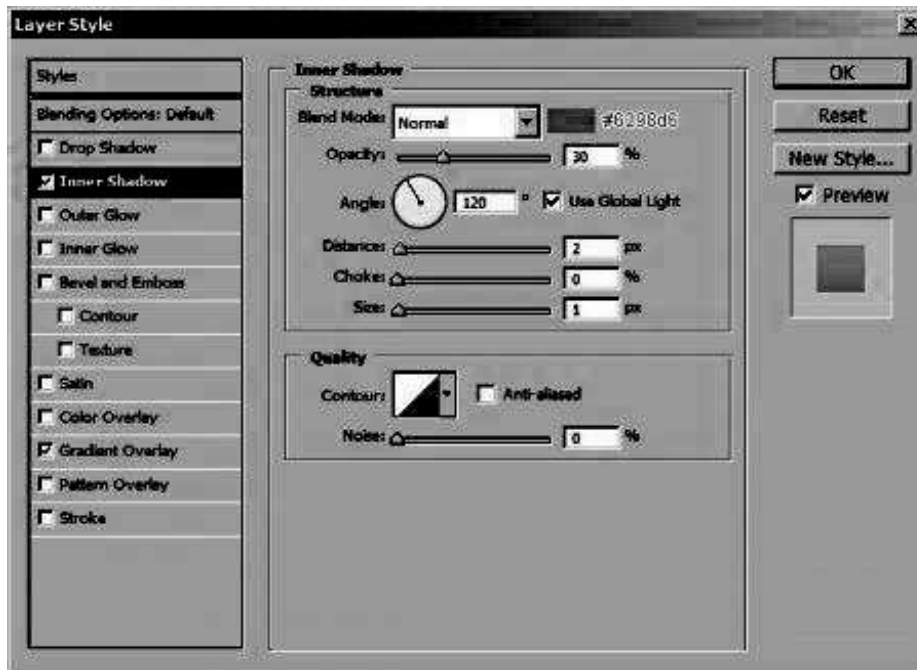 Layer Style
Styles
Blending Options: Default
Drop Shadow
Inner Shadow
Outer Glow
Inner Glow
Bevel and Emboss
Contour
Texture
Satin
Color Overlay
Gradient Overlay
Pattern Overlay
Stroke
Inner Shadow
Structure
Blend Mode: Normal #6298d6
Opacity: 30 %
Angle: 120 ° Use Global Light
Distance: 2 px
Choke: 0 %
Size: 1 px
Quality
Contour: Anti-aliased
Noise: 0 %
OK
Reset
New Style...
Preview